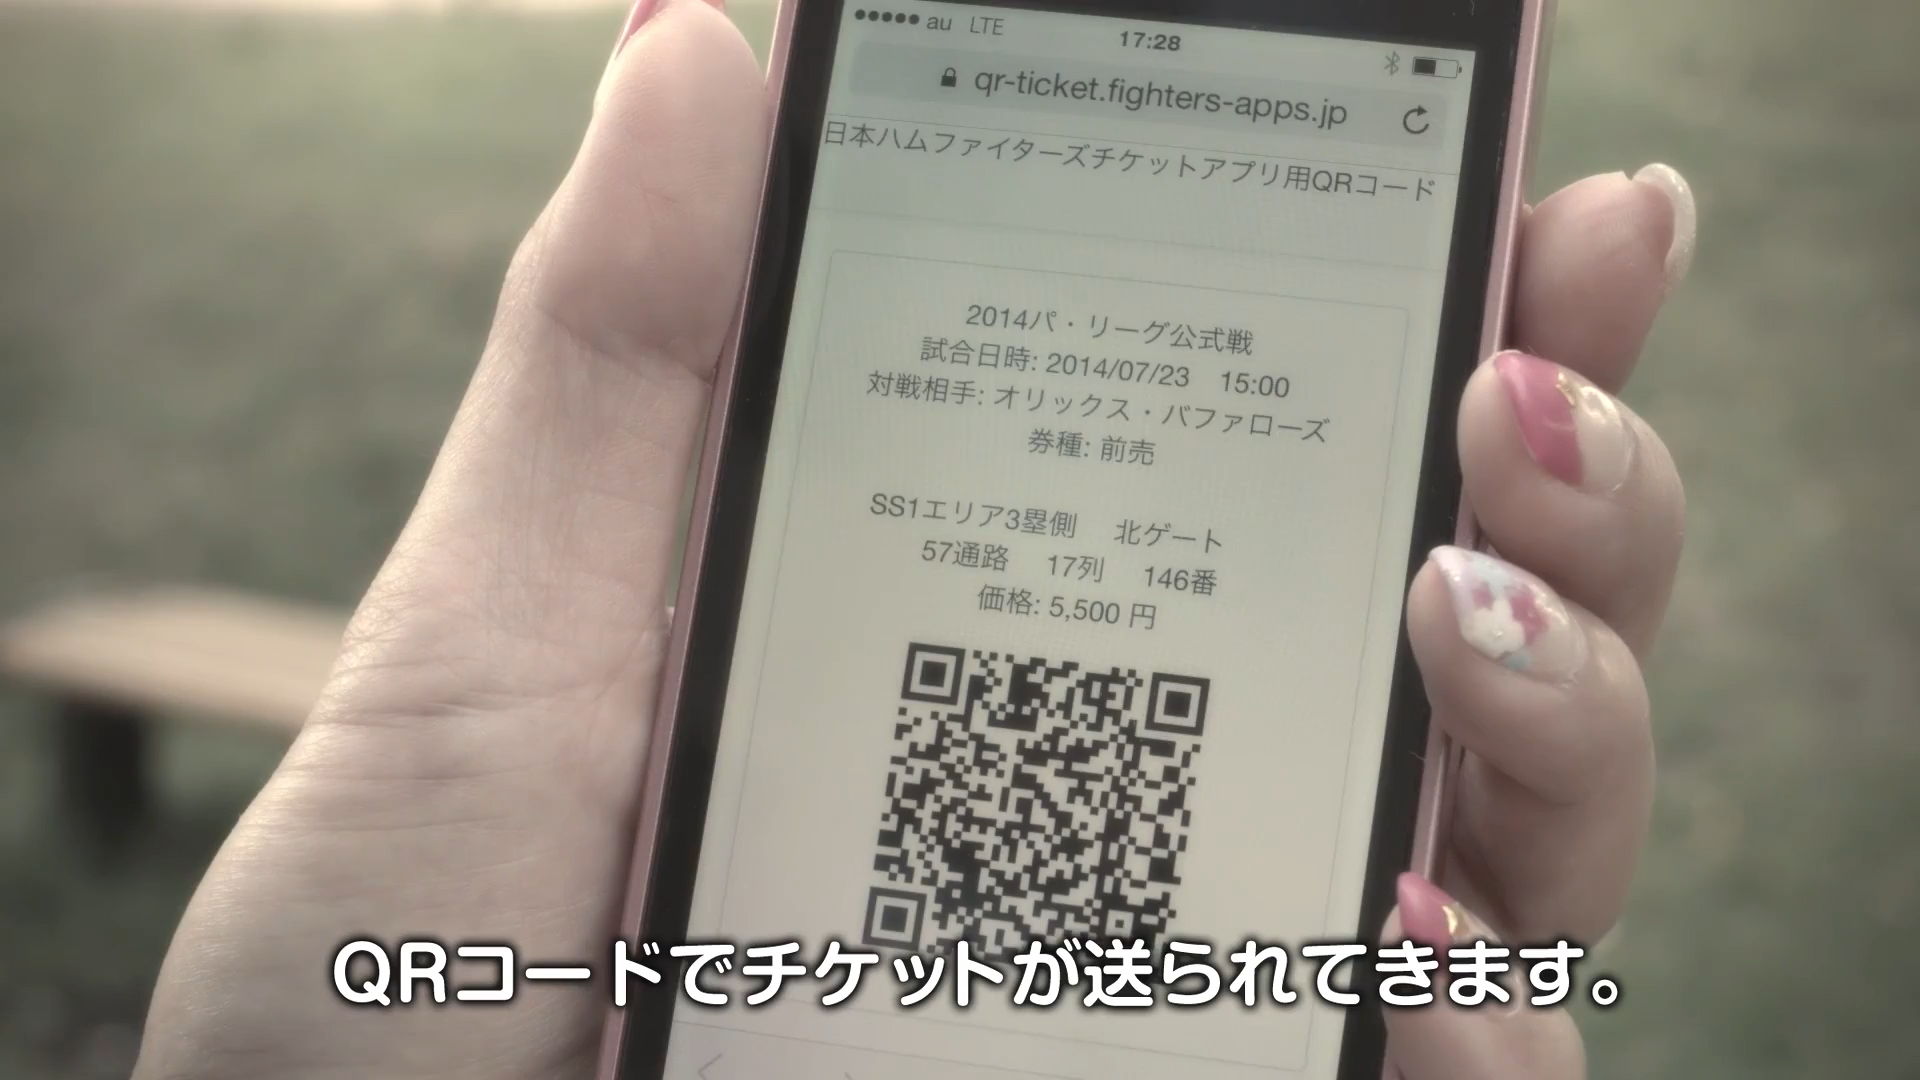 au LTE
17:28
qr-ticket.fighters-apps.jp
日本ハムファイターズチケットアプリ用QRコード
2014パ・リーグ公式戦
試合日時: 2014/07/23 15:00
対戦相手: オリックス・バファローズ
券種: 前売
SS1エリア3塁側 北ゲート
57通路 17列 146番
価格: 5,500 円
QRコードでチケットが送られてきます。